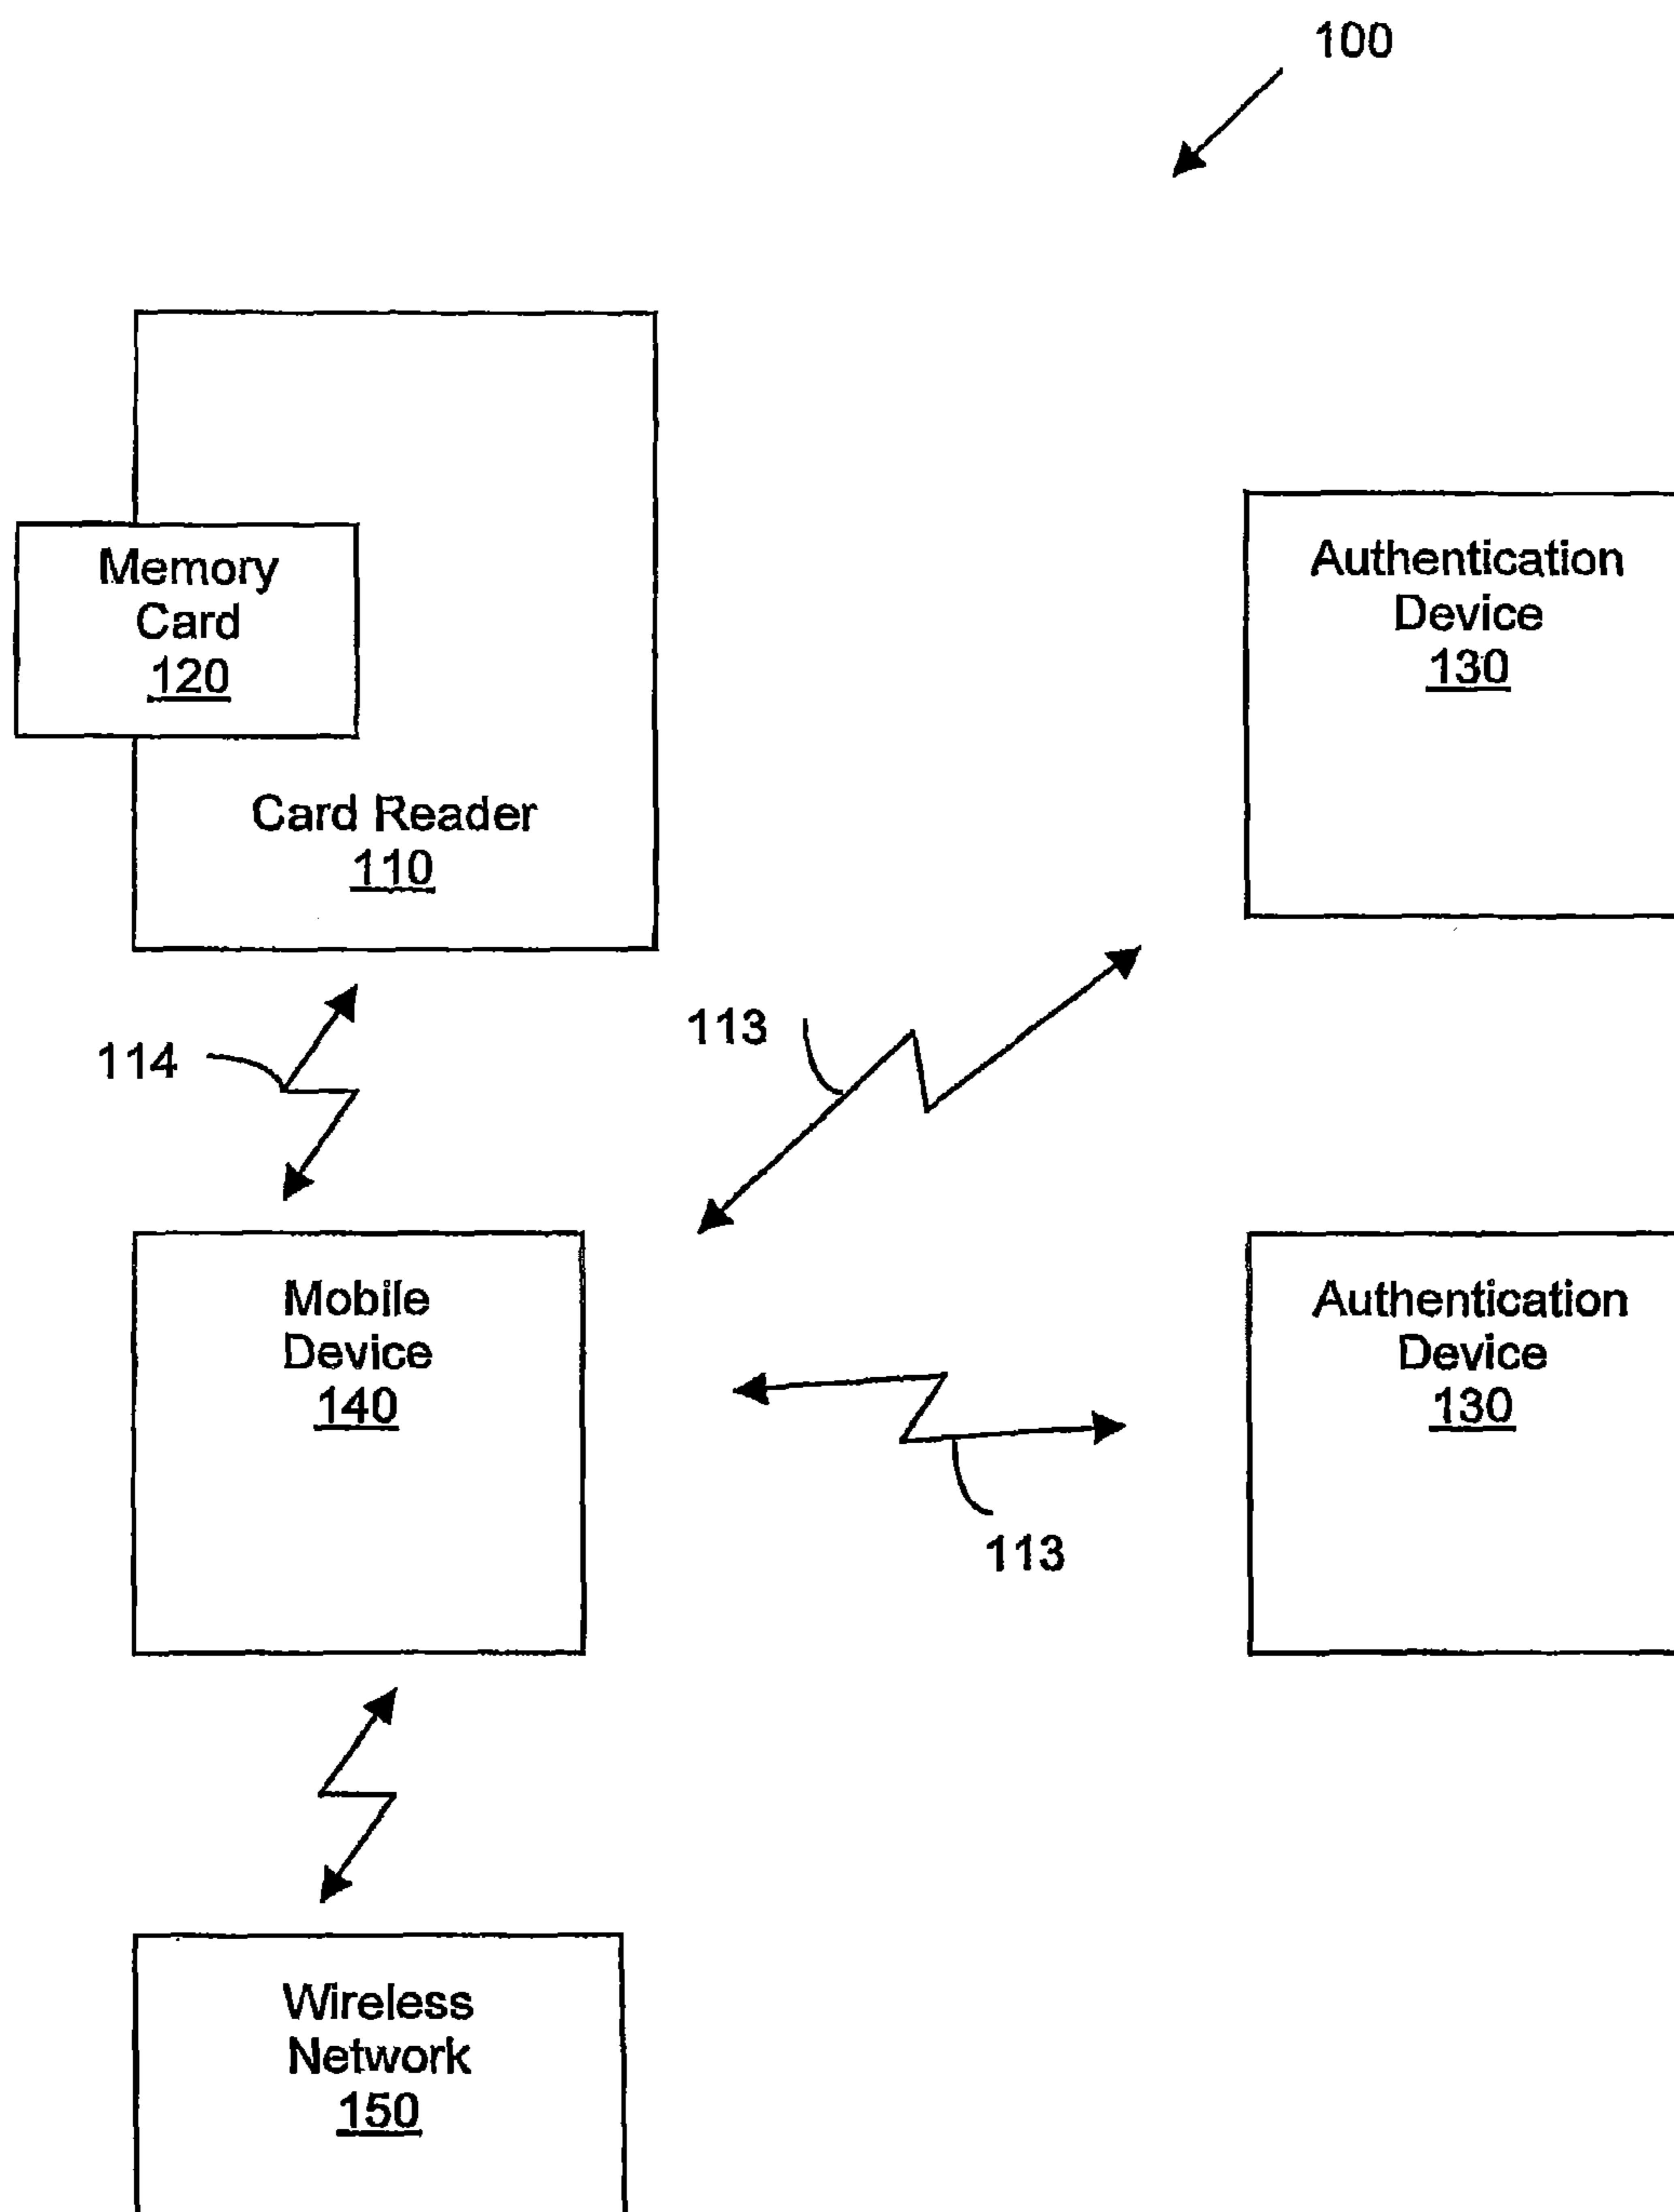 100
Memory
Card
120
Card Reader
110
Authentication
Device
130
114
113
Mobile
Device
140
Authentication
Device
130
113
Wireless
Network
150